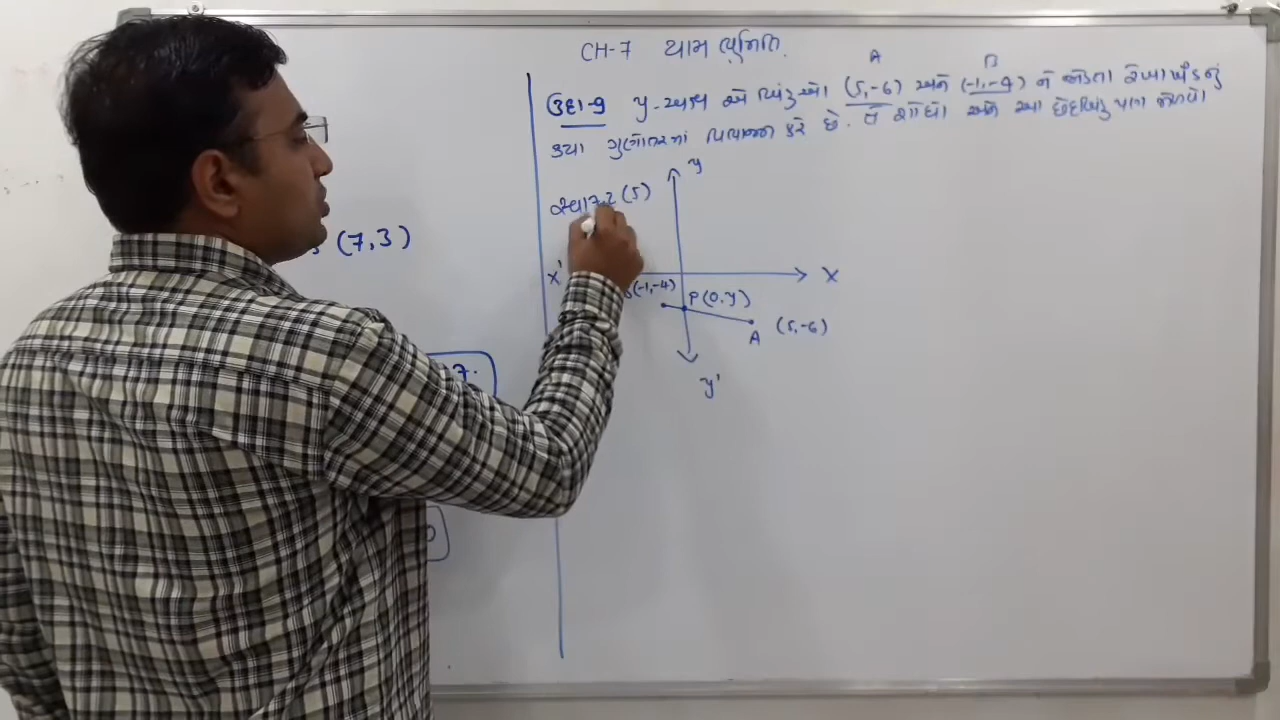 CH-7 યામ ભૂમિતિ.
A B
ઉદા-9 y-અક્ષ એ બિંદુઓ (5,-6) અને (-1,-4) ને જોડતા રેખાખંડનું
કયા ગુણોત્તરમાં વિભાજન કરે છે. તે શોધો અને આ છેદબિંદુ પણ મેળવો
y
(5)
(7,3)
x' X
(-1,-4) P(0,y)
A (5,-6)
y'
7.